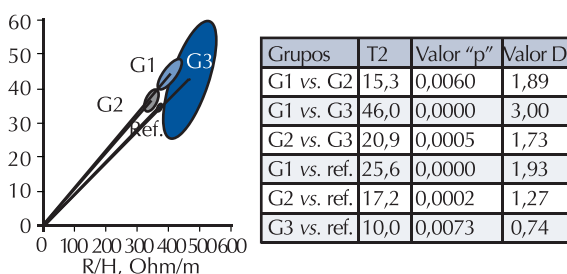 60
50
40
30
20
10
0
G1
G3
G2
Ref.
0 100 200 300 400 500 600
R/H, Ohm/m
Grupos T2 Valor “p” Valor D
G1 vs. G2 15,3 0,0060 1,89
G1 vs. G3 46,0 0,0000 3,00
G2 vs. G3 20,9 0,0005 1,73
G1 vs. ref. 25,6 0,0000 1,93
G2 vs. ref. 17,2 0,0002 1,27
G3 vs. ref. 10,0 0,0073 0,74